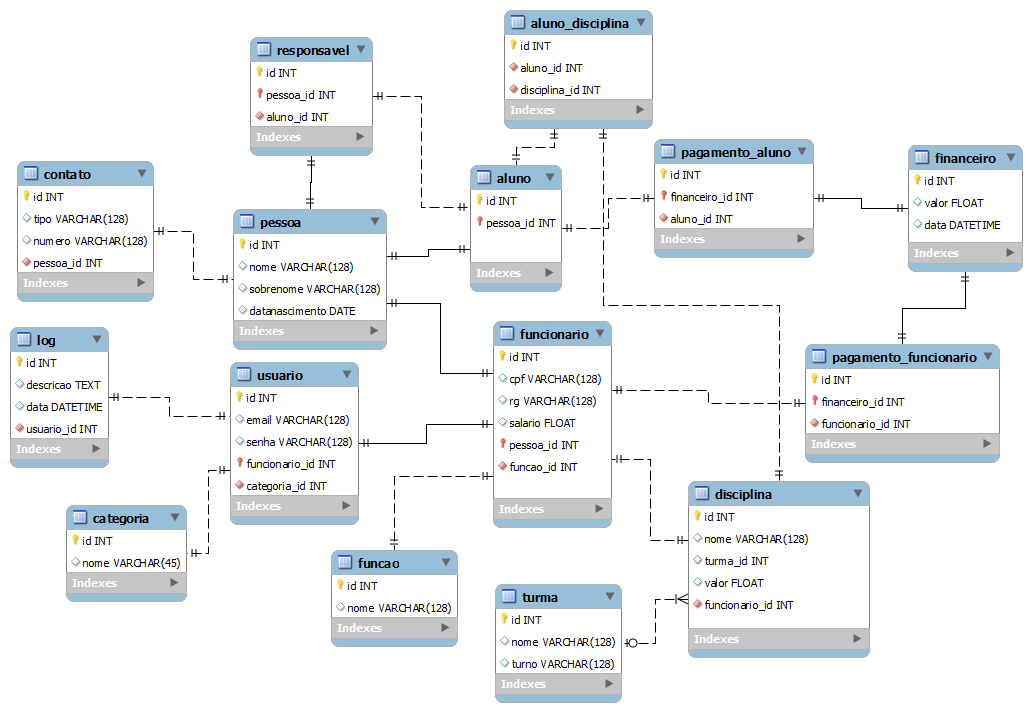 aluno_disciplina
id INT
aluno_id INT
disciplina_id INT
Indexes
responsavel
id INT
pessoa_id INT
aluno_id INT
Indexes
contato
id INT
tipo VARCHAR(128)
numero VARCHAR(128)
pessoa_id INT
Indexes
pessoa
id INT
nome VARCHAR(128)
sobrenome VARCHAR(128)
datanascimento DATE
Indexes
aluno
id INT
pessoa_id INT
Indexes
pagamento_aluno
id INT
financeiro_id INT
aluno_id INT
Indexes
financeiro
id INT
valor FLOAT
data DATETIME
Indexes
log
id INT
descricao TEXT
data DATETIME
usuario_id INT
Indexes
usuario
id INT
email VARCHAR(128)
senha VARCHAR(128)
funcionario_id INT
categoria_id INT
Indexes
funcionario
id INT
cpf VARCHAR(128)
rg VARCHAR(128)
salario FLOAT
pessoa_id INT
funcao_id INT
Indexes
pagamento_funcionario
id INT
financeiro_id INT
funcionario_id INT
Indexes
categoria
id INT
nome VARCHAR(45)
Indexes
funcao
id INT
nome VARCHAR(128)
Indexes
turma
id INT
nome VARCHAR(128)
turno VARCHAR(128)
Indexes
disciplina
id INT
nome VARCHAR(128)
turma_id INT
valor FLOAT
funcionario_id INT
Indexes